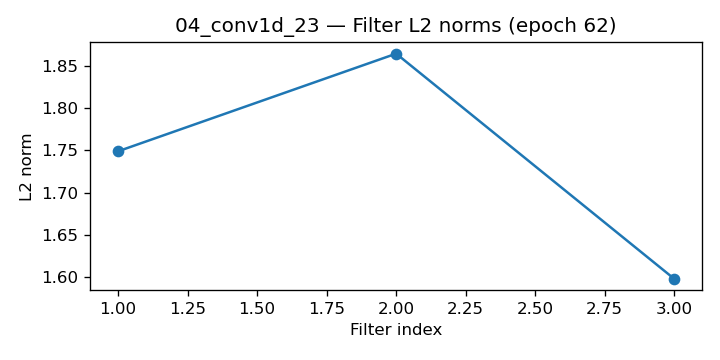 04_conv1d_23 — Filter L2 norms (epoch 62)
L2 norm
1.85
1.80
1.75
1.70
1.65
1.60
1.00 1.25 1.50 1.75 2.00 2.25 2.50 2.75 3.00
Filter index